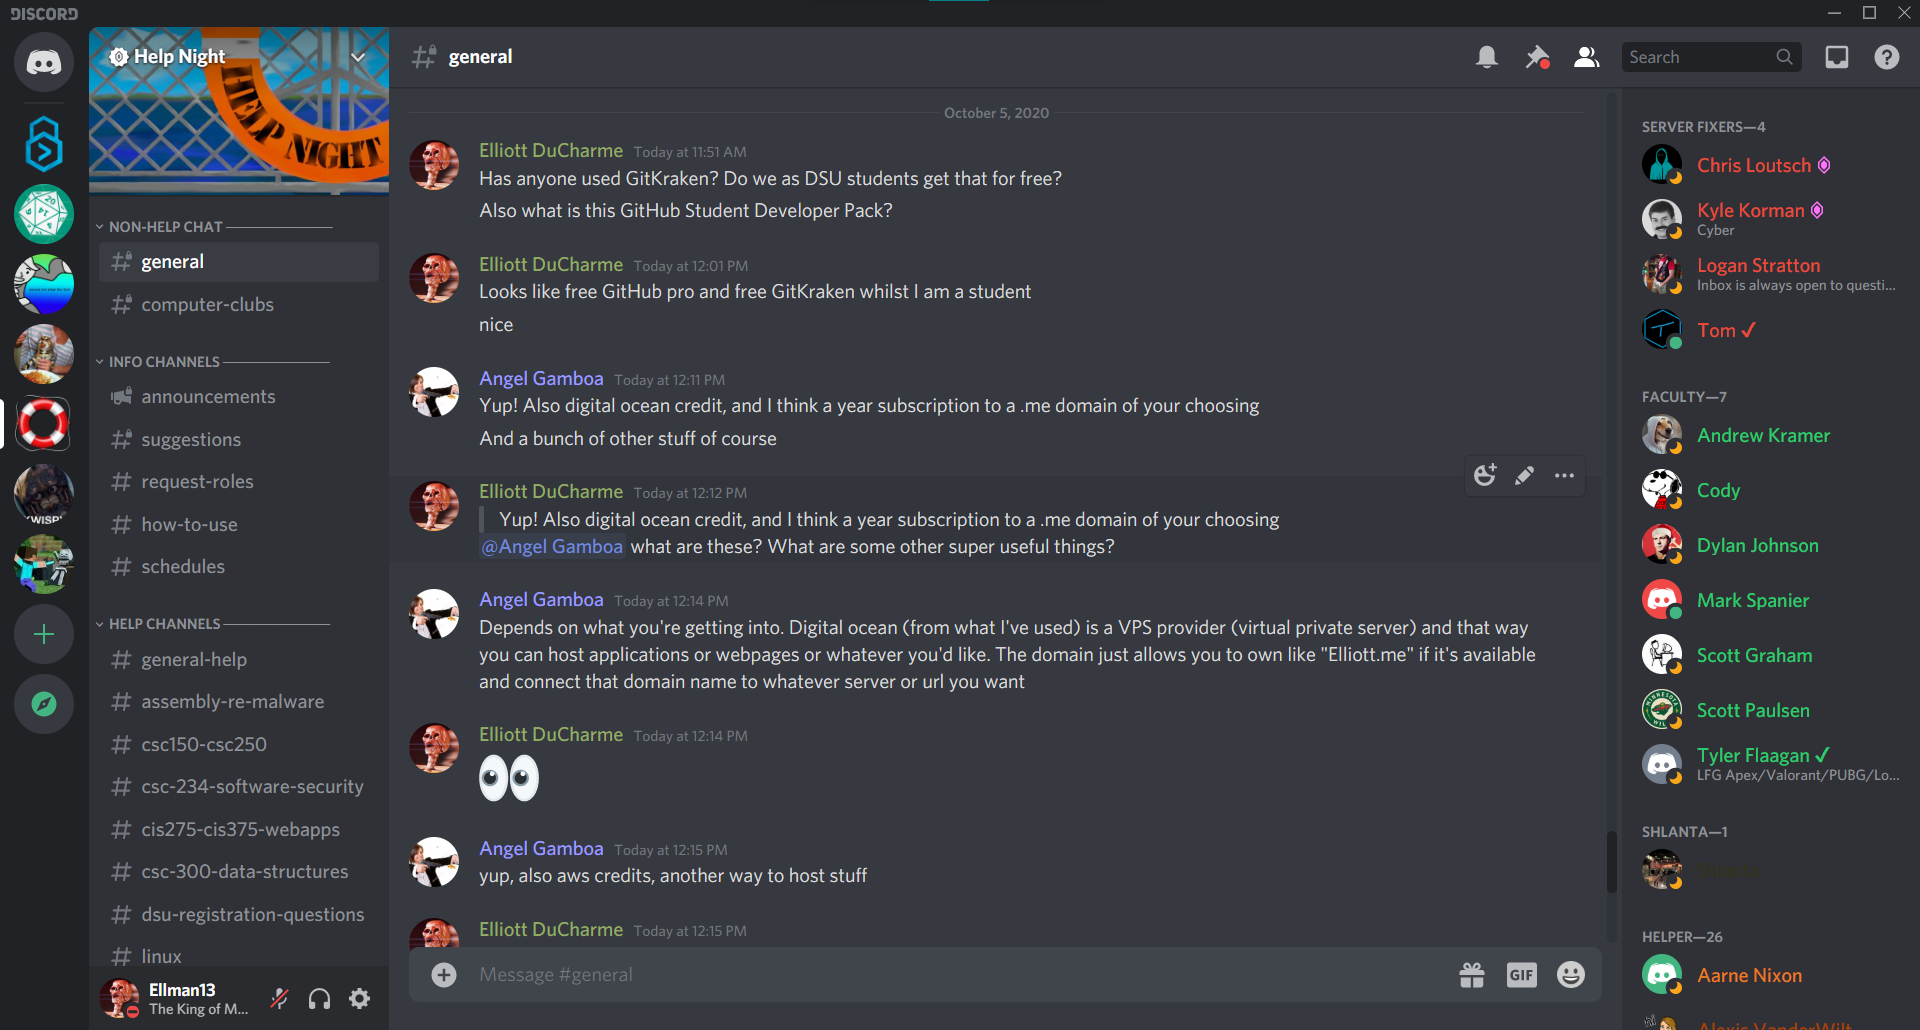 DISCORD
Help Night
HELP NIGHT
NON-HELP CHAT
general
computer-clubs
INFO CHANNELS
announcements
suggestions
request-roles
how-to-use
schedules
HELP CHANNELS
general-help
assembly-re-malware
csc150-csc250
csc-234-software-security
cis275-cis375-webapps
csc-300-data-structures
dsu-registration-questions
linux
Ellman13
The King of M...
general
Search
October 5, 2020
Elliott DuCharme Today at 11:51 AM
Has anyone used GitKraken? Do we as DSU students get that for free?
Also what is this GitHub Student Developer Pack?
Elliott DuCharme Today at 12:01 PM
Looks like free GitHub pro and free GitKraken whilst I am a student
nice
Angel Gamboa Today at 12:11 PM
Yup! Also digital ocean credit, and I think a year subscription to a .me domain of your choosing
And a bunch of other stuff of course
Elliott DuCharme Today at 12:12 PM
Yup! Also digital ocean credit, and I think a year subscription to a .me domain of your choosing
@Angel Gamboa what are these? What are some other super useful things?
Angel Gamboa Today at 12:14 PM
Depends on what you're getting into. Digital ocean (from what I've used) is a VPS provider (virtual private server) and that way
you can host applications or webpages or whatever you'd like. The domain just allows you to own like "Elliott.me" if it's available
and connect that domain name to whatever server or url you want
Elliott DuCharme Today at 12:14 PM
Angel Gamboa Today at 12:15 PM
yup, also aws credits, another way to host stuff
Elliott DuCharme Today at 12:15 PM
Message #general
GIF
SERVER FIXERS—4
Chris Loutsch
Kyle Korman
Cyber
Logan Stratton
Inbox is always open to questi...
Tom ✓
FACULTY—7
Andrew Kramer
Cody
Dylan Johnson
Mark Spanier
Scott Graham
Scott Paulsen
Tyler Flaagan ✓
LFG Apex/Valorant/PUBG/Lo...
SHLANTA—1
HELPER—26
Aarne Nixon
Alexis VanderWilt